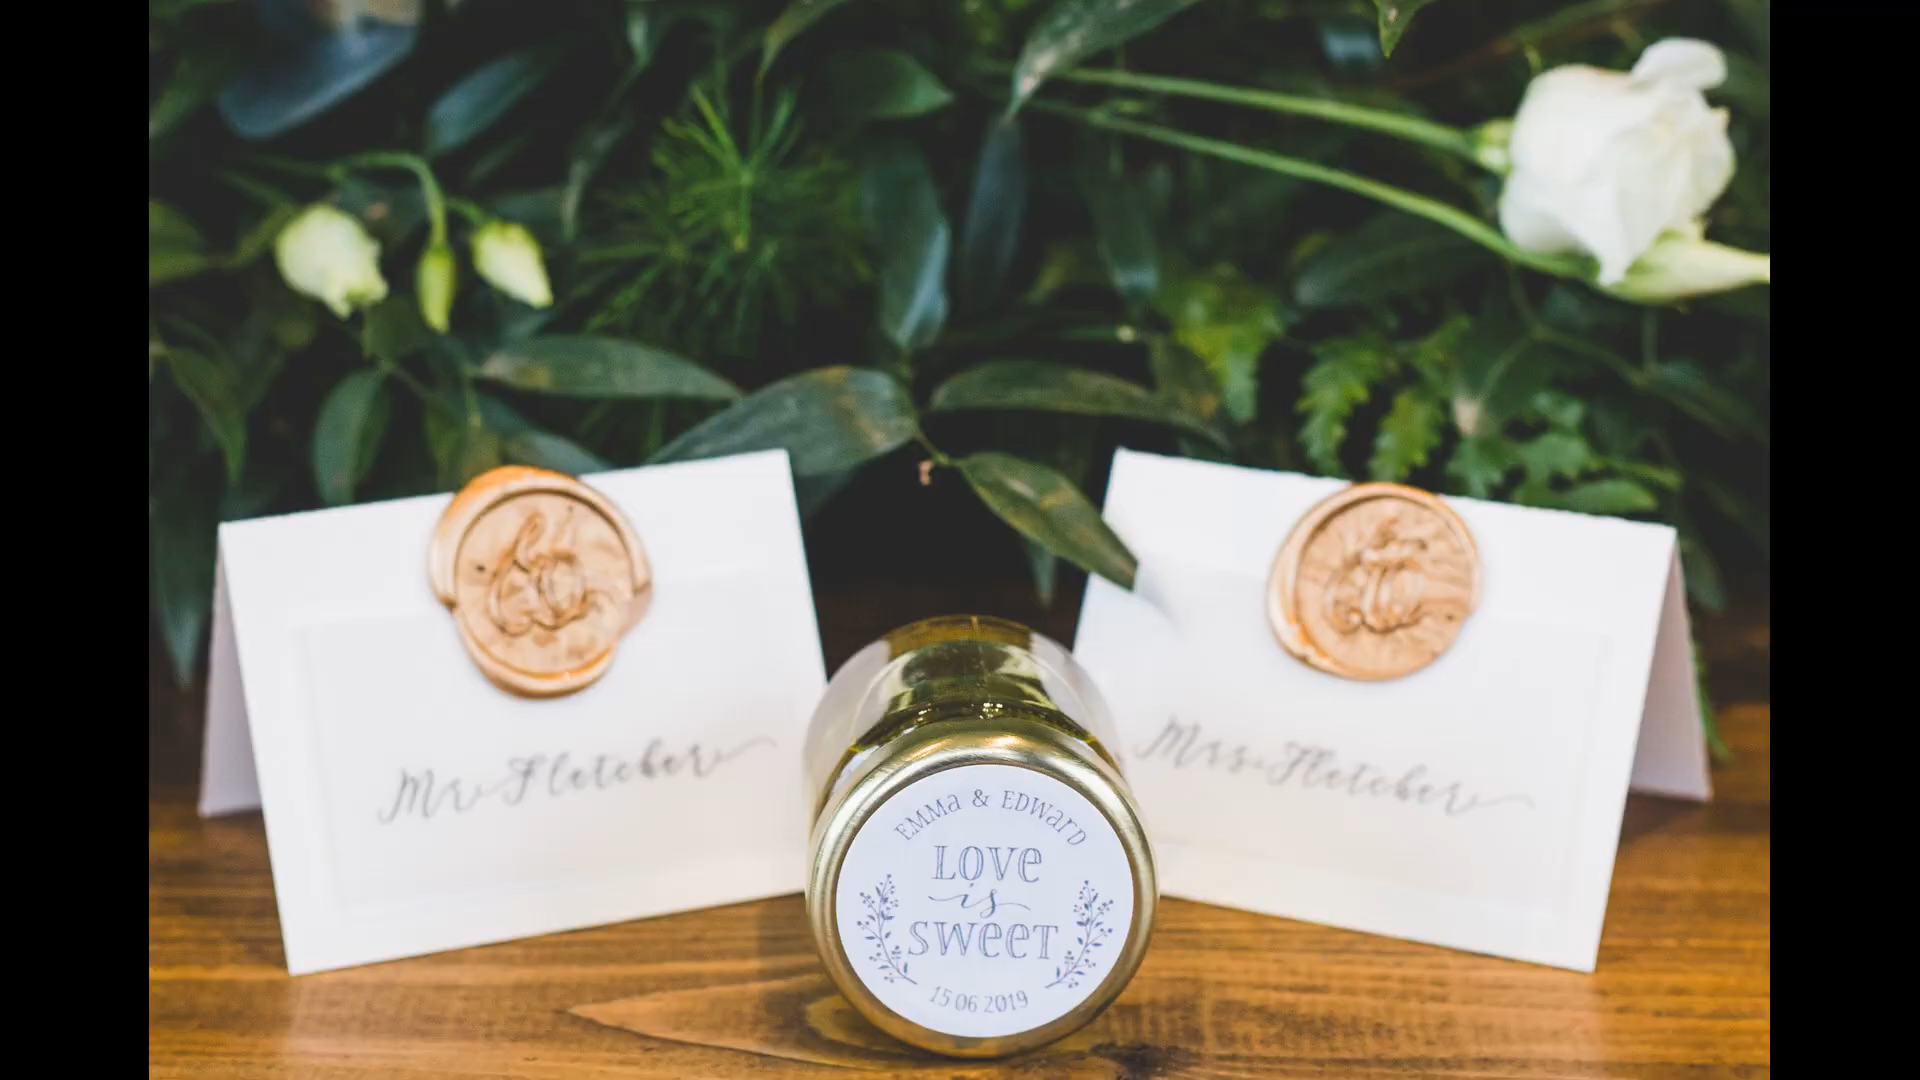 Mr. Fletcher
Mrs. Fletcher
EMMa & EDWarD
LOVe
is
SWeeT
15 06 2019